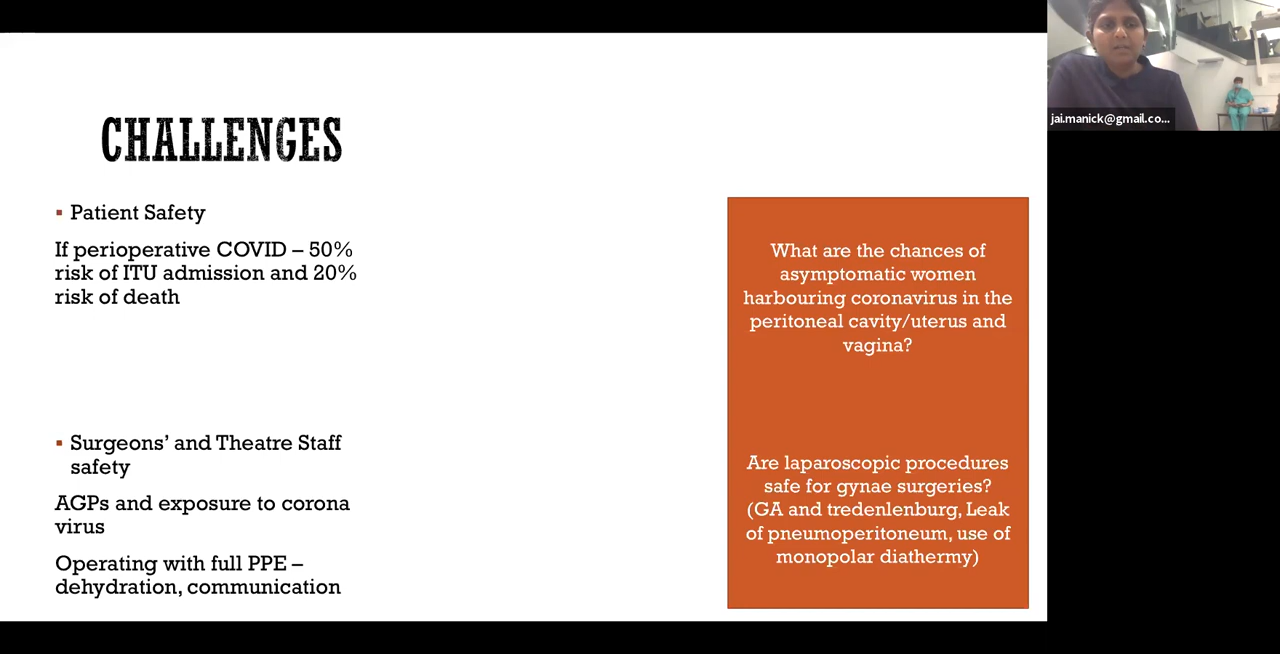 CHALLENGES
▪ Patient Safety
If perioperative COVID – 50%
risk of ITU admission and 20%
risk of death
▪ Surgeons’ and Theatre Staff
safety
AGPs and exposure to corona
virus
Operating with full PPE –
dehydration, communication
What are the chances of
asymptomatic women
harbouring coronavirus in the
peritoneal cavity/uterus and
vagina?
Are laparoscopic procedures
safe for gynae surgeries?
(GA and tredenlenburg, Leak
of pneumoperitoneum, use of
monopolar diathermy)
jai.manick@gmail.co...